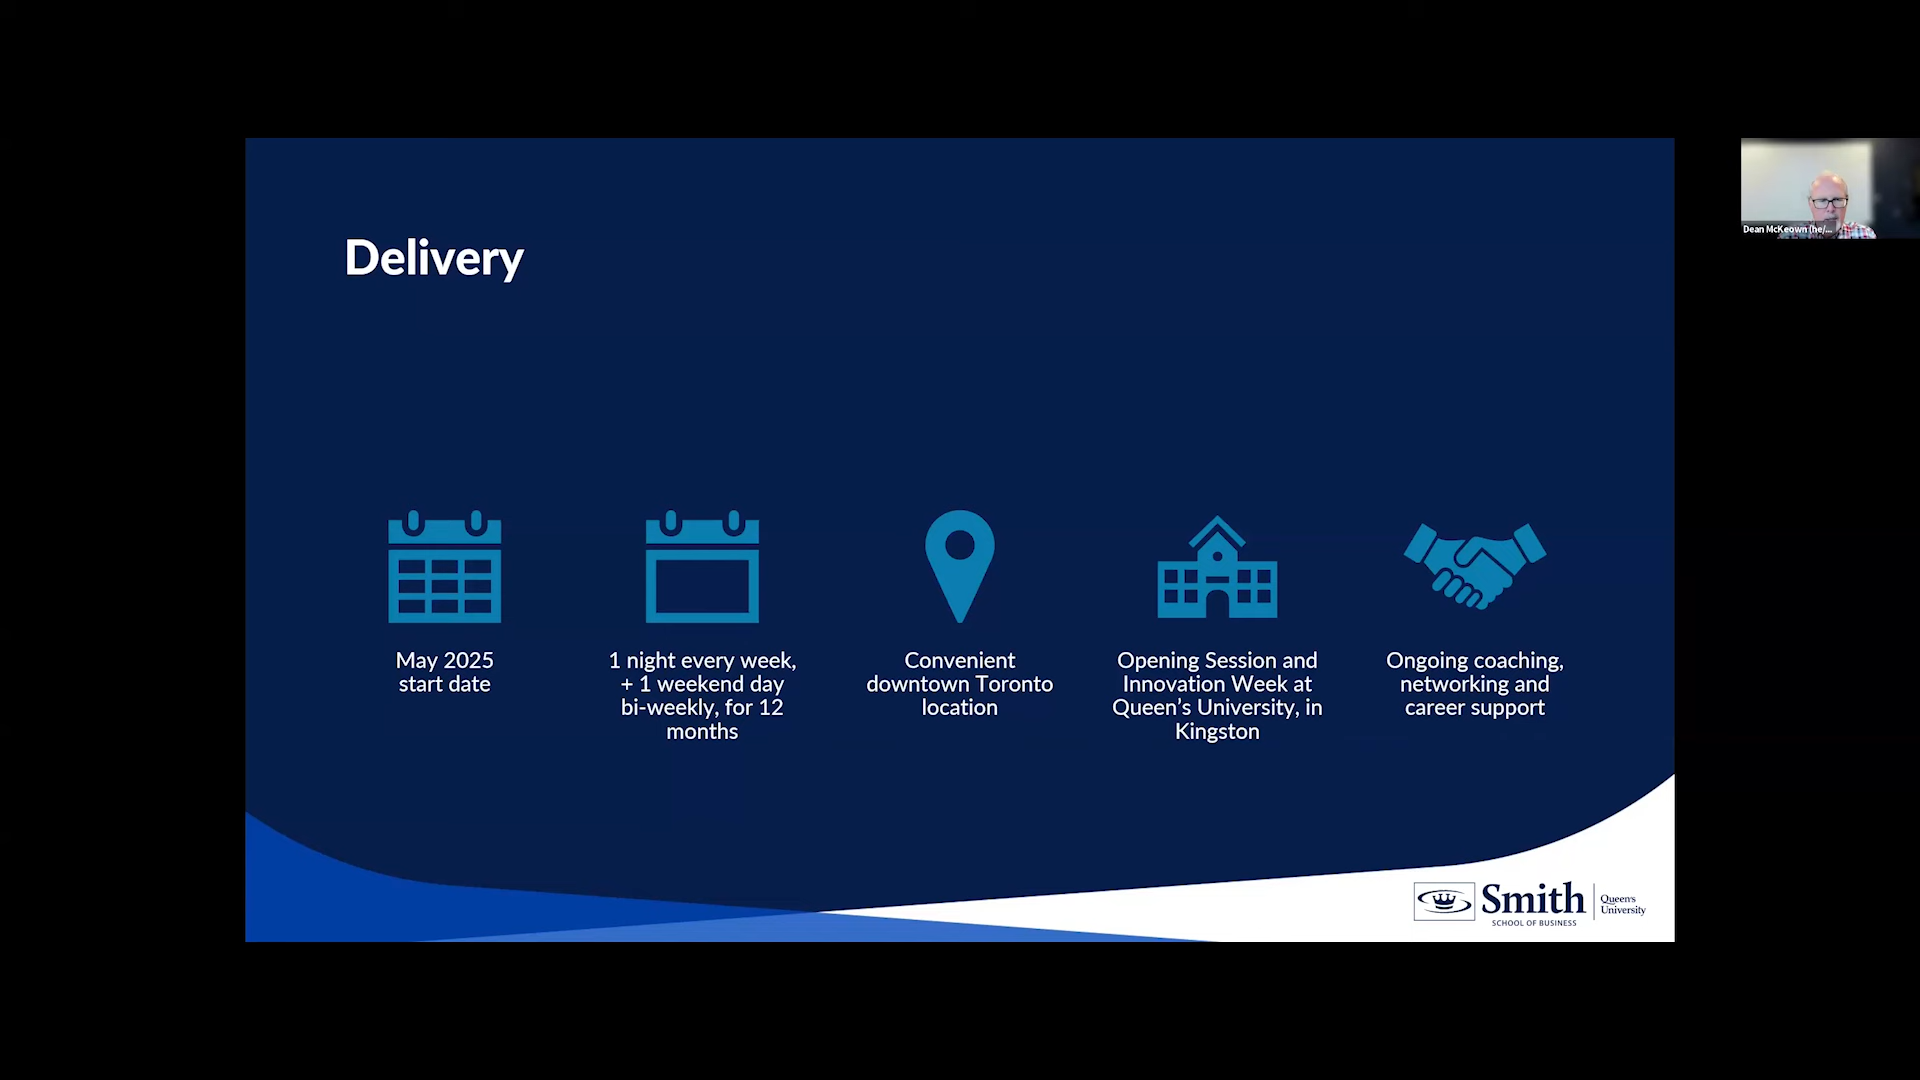 Delivery
Dean McKeown (he/...
May 2025
start date
1 night every week,
+ 1 weekend day
bi-weekly, for 12
months
Convenient
downtown Toronto
location
Opening Session and
Innovation Week at
Queen's University, in
Kingston
Ongoing coaching,
networking and
career support
Smith
SCHOOL OF BUSINESS
Queen's
University